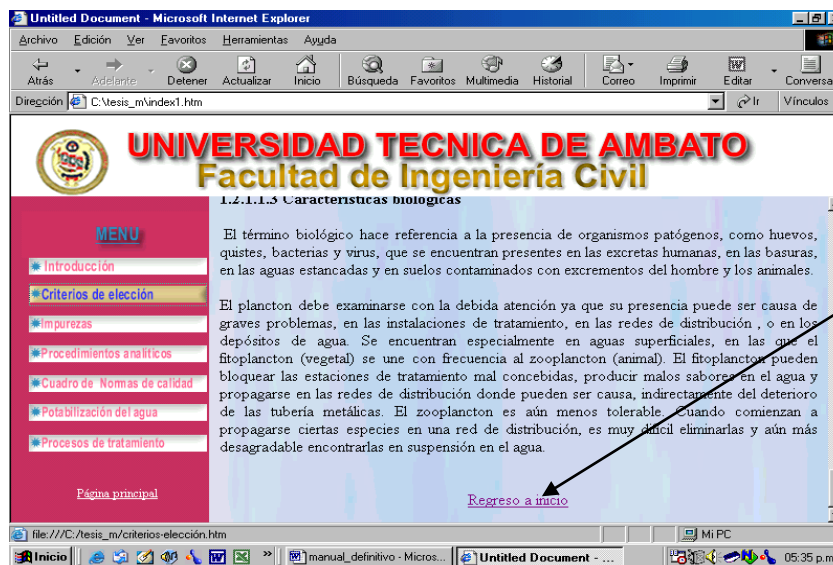 Untitled Document - Microsoft Internet Explorer
Archivo Edición Ver Favoritos Herramientas Ayuda
Atrás Adelante Detener Actualizar Inicio Búsqueda Favoritos Multimedia Historial Correo Imprimir Editar Conversa
Dirección C:\tesis_m\index1.htm Ir Vínculos
UNIVERSIDAD TECNICA DE AMBATO
Facultad de Ingeniería Civil
MENU
Introducción
Criterios de elección
Impurezas
Procedimientos analíticos
Cuadro de Normas de calidad
Potabilización del agua
Procesos de tratamiento
Página principal
1.2.1.1.3 Características biológicas
El término biológico hace referencia a la presencia de organismos patógenos, como huevos,
quistes, bacterias y virus, que se encuentran presentes en las excretas humanas, en las basuras,
en las aguas estancadas y en suelos contaminados con excrementos del hombre y los animales.
El plancton debe examinarse con la debida atención ya que su presencia puede ser causa de
graves problemas, en las instalaciones de tratamiento, en las redes de distribución , o en los
depósitos de agua. Se encuentran especialmente en aguas superficiales, en las que el
fitoplancton (vegetal) se une con frecuencia al zooplancton (animal). El fitoplancton pueden
bloquear las estaciones de tratamiento mal concebidas, producir malos sabores en el agua y
propagarse en las redes de distribución donde pueden ser causa, indirectamente del deterioro
de las tubería metálicas. El zooplancton es aún menos tolerable. Cuando comienzan a
propagarse ciertas especies en una red de distribución, es muy difícil eliminarlas y aún más
desagradable encontrarlas en suspensión en el agua.
Regreso a inicio
file:///C:/tesis_m/criterios-elección.htm Mi PC
Inicio » manual_definitivo - Micros... Untitled Document - ... 05:35 p.m.